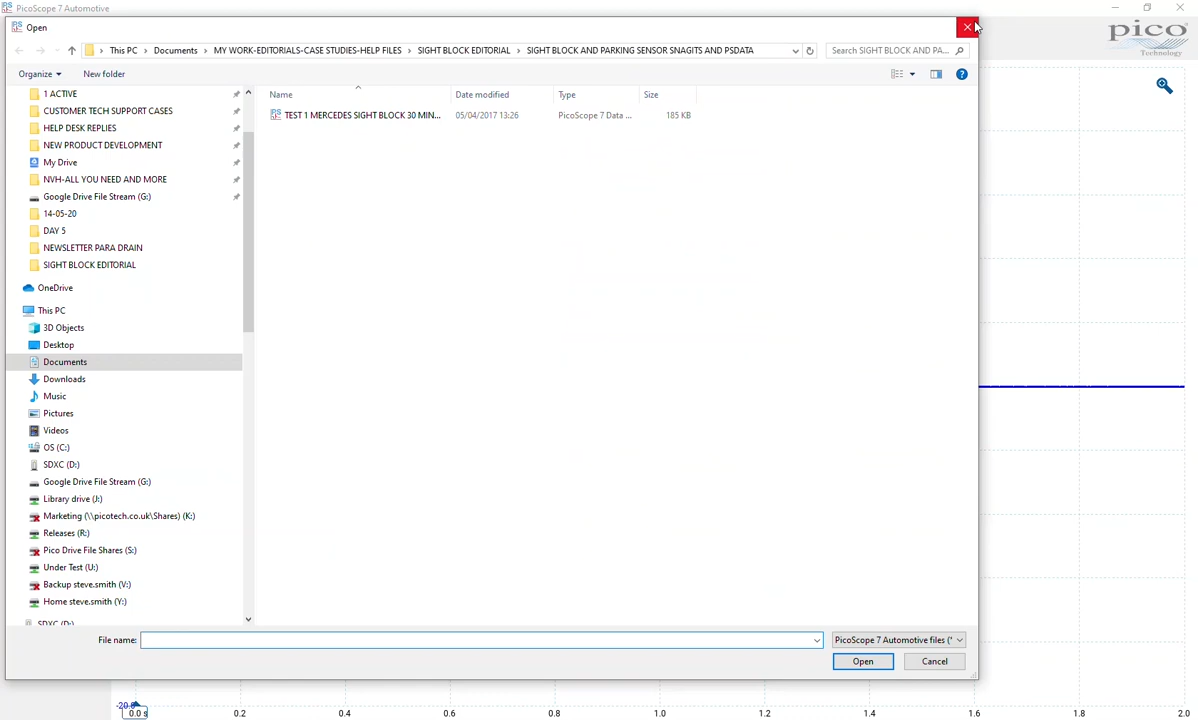 PicoScope 7 Automotive
Open
This PC > Documents > MY WORK-EDITORIALS-CASE STUDIES-HELP FILES > SIGHT BLOCK EDITORIAL > SIGHT BLOCK AND PARKING SENSOR SNAGITS AND PSDATA
Search SIGHT BLOCK AND PA...
pico
Technology
Organize
New folder
Name
Date modified
Type
Size
TEST 1 MERCEDES SIGHT BLOCK 30 MIN... 05/04/2017 13:26 PicoScope 7 Data ... 185 KB
1 ACTIVE
CUSTOMER TECH SUPPORT CASES
HELP DESK REPLIES
NEW PRODUCT DEVELOPMENT
My Drive
NVH-ALL YOU NEED AND MORE
Google Drive File Stream (G:)
14-05-20
DAY 5
NEWSLETTER PARA DRAIN
SIGHT BLOCK EDITORIAL
OneDrive
This PC
3D Objects
Desktop
Documents
Downloads
Music
Pictures
Videos
OS (C:)
SDXC (D:)
Google Drive File Stream (G:)
Library drive (J:)
Marketing (\\picotech.co.uk\Shares) (K:)
Releases (R:)
Pico Drive File Shares (S:)
Under Test (U:)
Backup steve.smith (V:)
Home steve.smith (Y:)
SDXC (D:)
File name:
PicoScope 7 Automotive files (*
Open
Cancel
-20.0
0.0 s 0.2 0.4 0.6 0.8 1.0 1.2 1.4 1.6 1.8 2.0